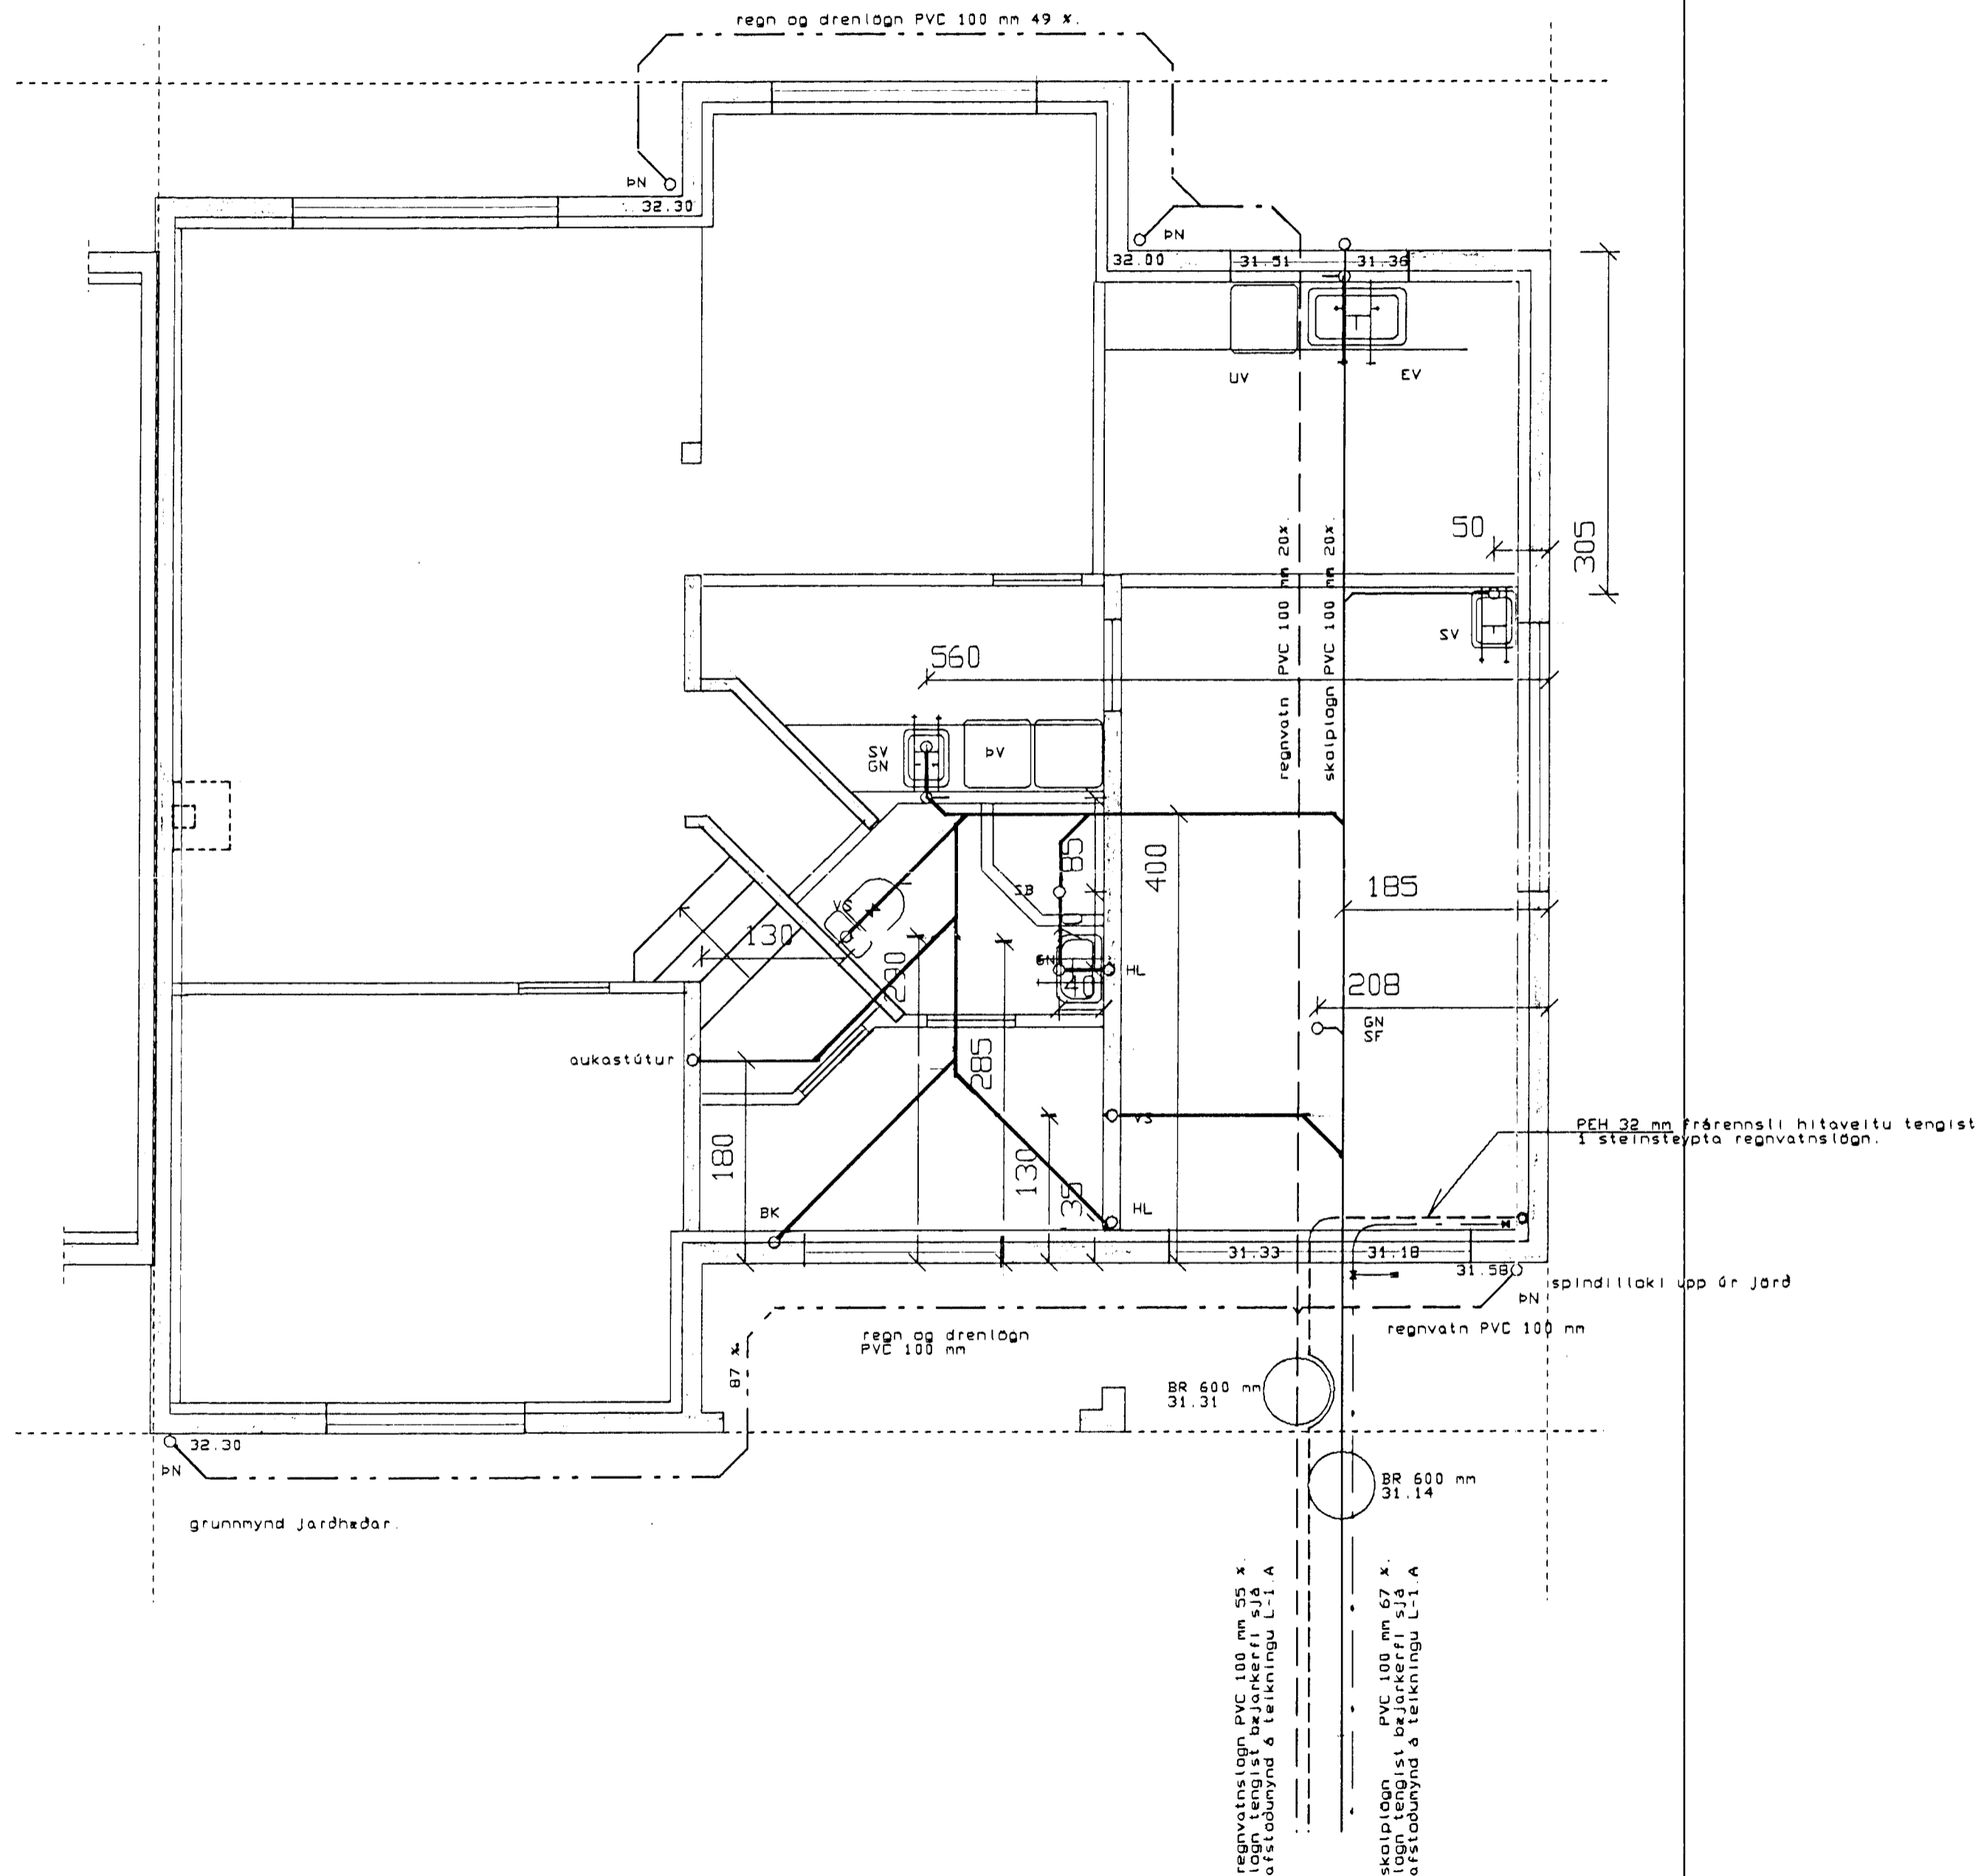 regn og drenlögn PVC 100 mm 49 ‰.
ÞN
32.30
ÞN
32.00
31.51
31.36
UV
EV
50
305
regnvatn PVC 100 mm 20‰.
skolplögn PVC 100 mm 20‰.
SV
560
SV
GN
ÞV
85
400
SB
185
VS
130
290
GN
HL
40
208
GN
SF
aukastútur
285
180
VS
130
35
PEH 32 mm frárennsli hitaveitu tengist
í steinsteypta regnvatnslögn.
BK
HL
31.33
31.18
31.58
spindilloki upp úr jörð
ÞN
regn og drenlögn
PVC 100 mm
regnvatn PVC 100 mm
87 ‰
BR 600 mm
31.31
32.30
ÞN
BR 600 mm
31.14
grunnmynd jarðhæðar.
regnvatnslögn PVC 100 mm 55 ‰.
lögn tengist bæjarkerfi sjá
afstöðumynd á teikningu L-1.A
skolplögn PVC 100 mm 67 ‰.
lögn tengist bæjarkerfi sjá
afstöðumynd á teikningu L-1.A